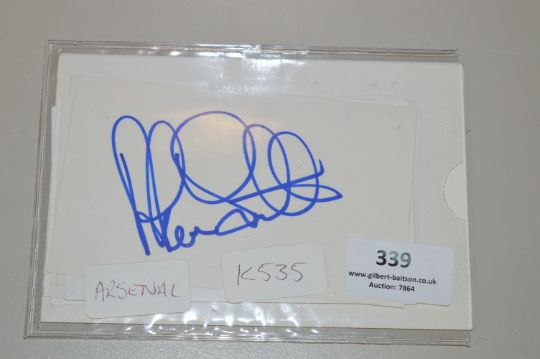 ARSENAL
K535
339
www.gilbert-baitson.co.uk
Auction: 7864